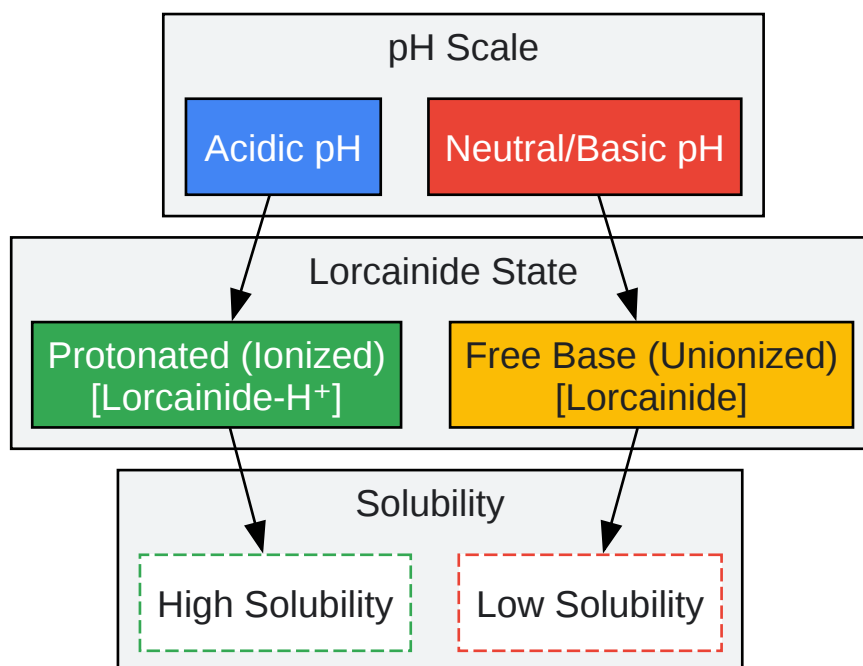 pH Scale
Acidic pH
Neutral/Basic pH
Lorcainide State
Protonated (Ionized)
[Lorcainide-H⁺]
Free Base (Unionized)
[Lorcainide]
Solubility
High Solubility
Low Solubility